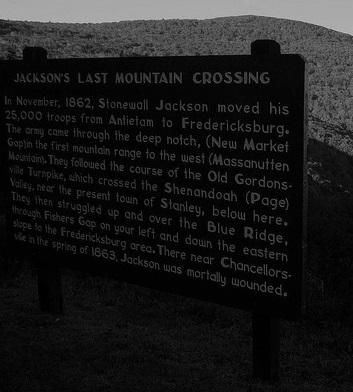 JACKSON'S LAST MOUNTAIN CROSSING
In November, 1862, Stonewall Jackson moved his
25,000 troops from Antietam to Fredericksburg.
The army came through the deep notch, (New Market
Gap) in the first mountain range to the west (Massanutten
Mountain). They followed the course of the Old Gordons-
ville Turnpike, which crossed the Shenandoah (Page)
Valley, near the present town of Stanley, below here.
They then struggled up and over the Blue Ridge,
through Fishers Gap on your left and down the eastern
slope to the Fredericksburg area. There near Chancellors-
ville in the spring of 1863, Jackson was mortally wounded.